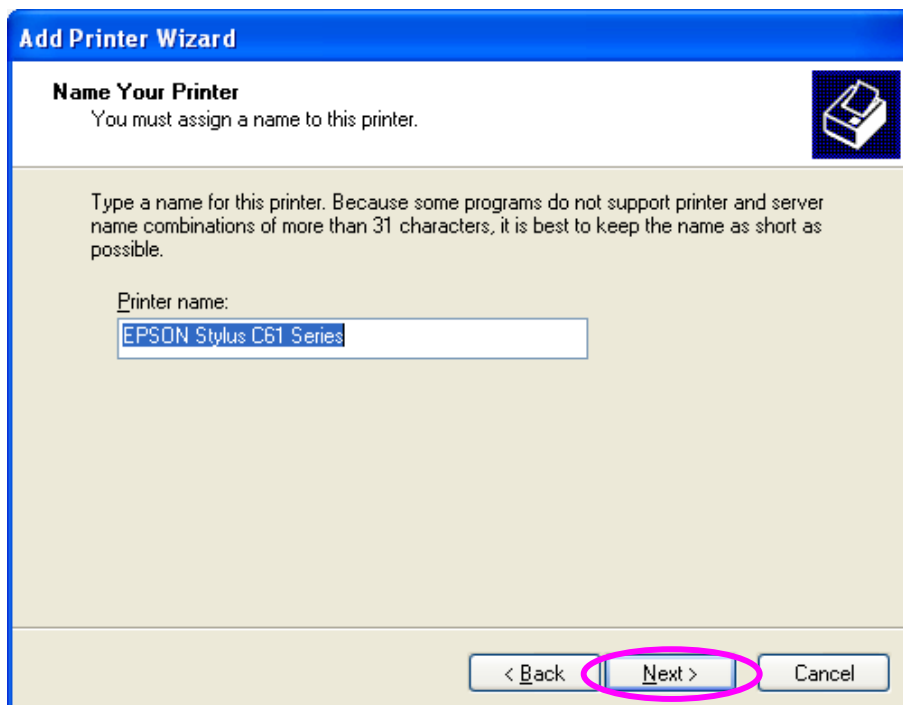 Add Printer Wizard
Name Your Printer
You must assign a name to this printer.
Type a name for this printer. Because some programs do not support printer and server
name combinations of more than 31 characters, it is best to keep the name as short as
possible.
Printer name:
EPSON Stylus C61 Series
< Back Next > Cancel